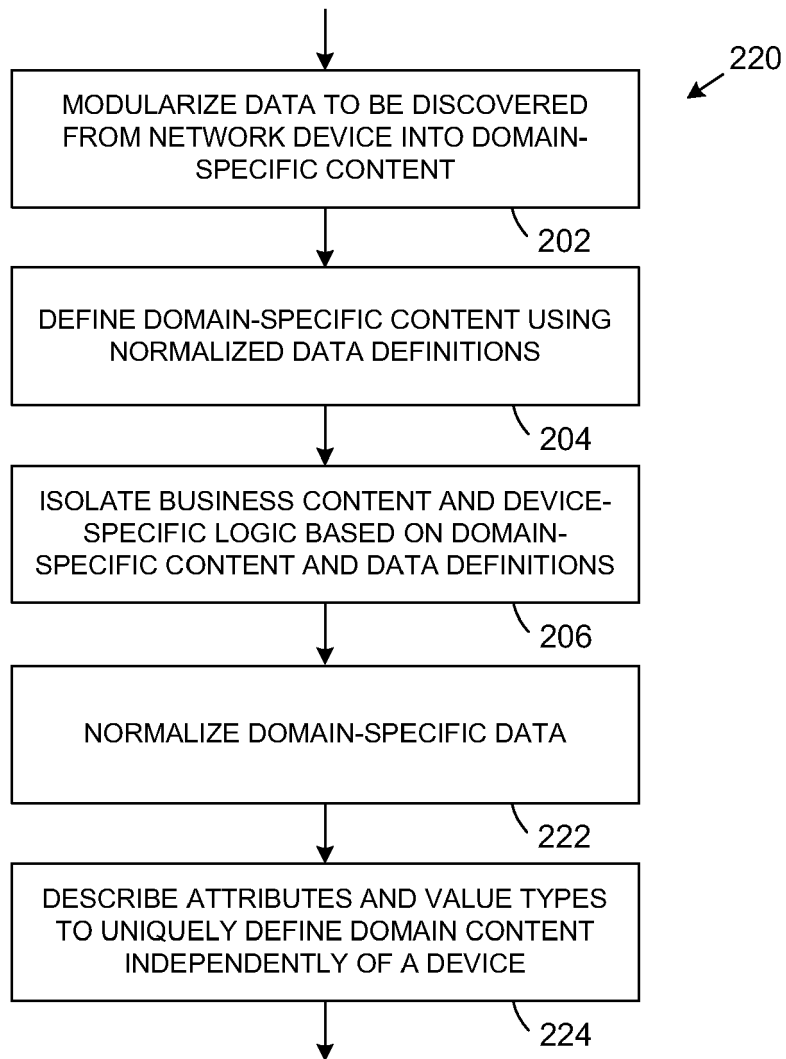 220
MODULARIZE DATA TO BE DISCOVERED
FROM NETWORK DEVICE INTO DOMAIN-
SPECIFIC CONTENT
202
DEFINE DOMAIN-SPECIFIC CONTENT USING
NORMALIZED DATA DEFINITIONS
204
ISOLATE BUSINESS CONTENT AND DEVICE-
SPECIFIC LOGIC BASED ON DOMAIN-
SPECIFIC CONTENT AND DATA DEFINITIONS
206
NORMALIZE DOMAIN-SPECIFIC DATA
222
DESCRIBE ATTRIBUTES AND VALUE TYPES
TO UNIQUELY DEFINE DOMAIN CONTENT
INDEPENDENTLY OF A DEVICE
224